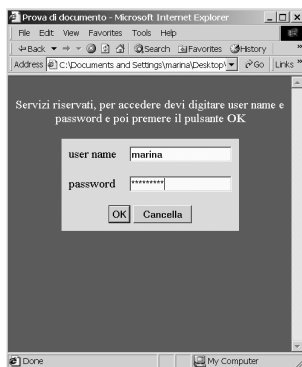 Prova di documento - Microsoft Internet Explorer
File Edit View Favorites Tools Help
Back Search Favorites History »
Address C:\Documents and Settings\marina\Desktop\ Go Links »
Servizi riservati, per accedere devi digitare user name e
password e poi premere il pulsante OK
user name marina
password *********
OK Cancella
Done My Computer